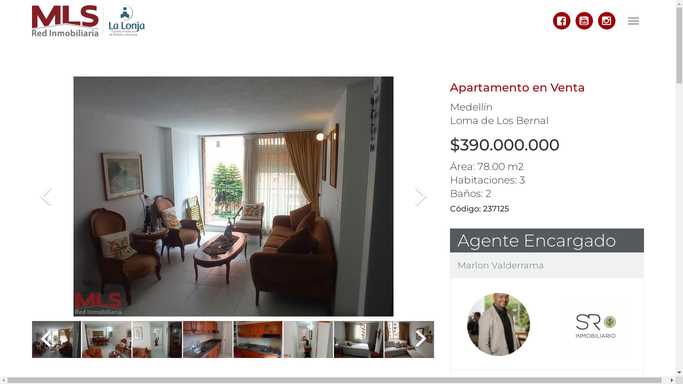 MLS
Red Inmobiliaria
La Lonja
Apartamento en Venta
Medellín
Loma de Los Bernal
$390.000.000
Área: 78.00 m2
Habitaciones: 3
Baños: 2
Código: 237125
Agente Encargado
Marlon Valderrama
MLS
Red Inmobiliaria
SR
INMOBILIARIO